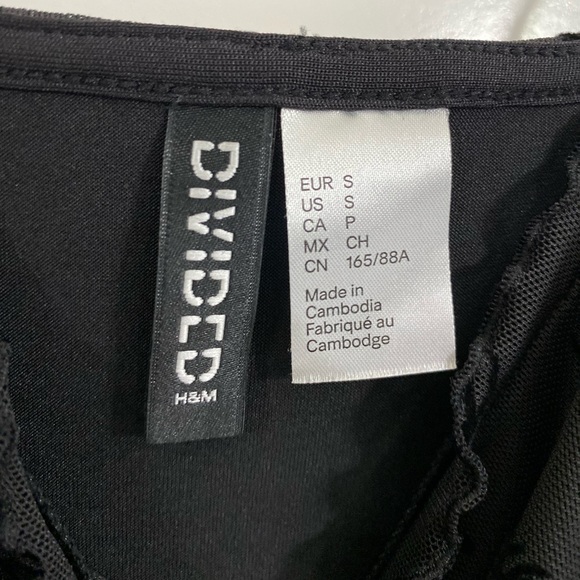 DIVIDED
H&M
EUR S
US S
CA P
MX CH
CN 165/88A
Made in
Cambodia
Fabriqué au
Cambodge